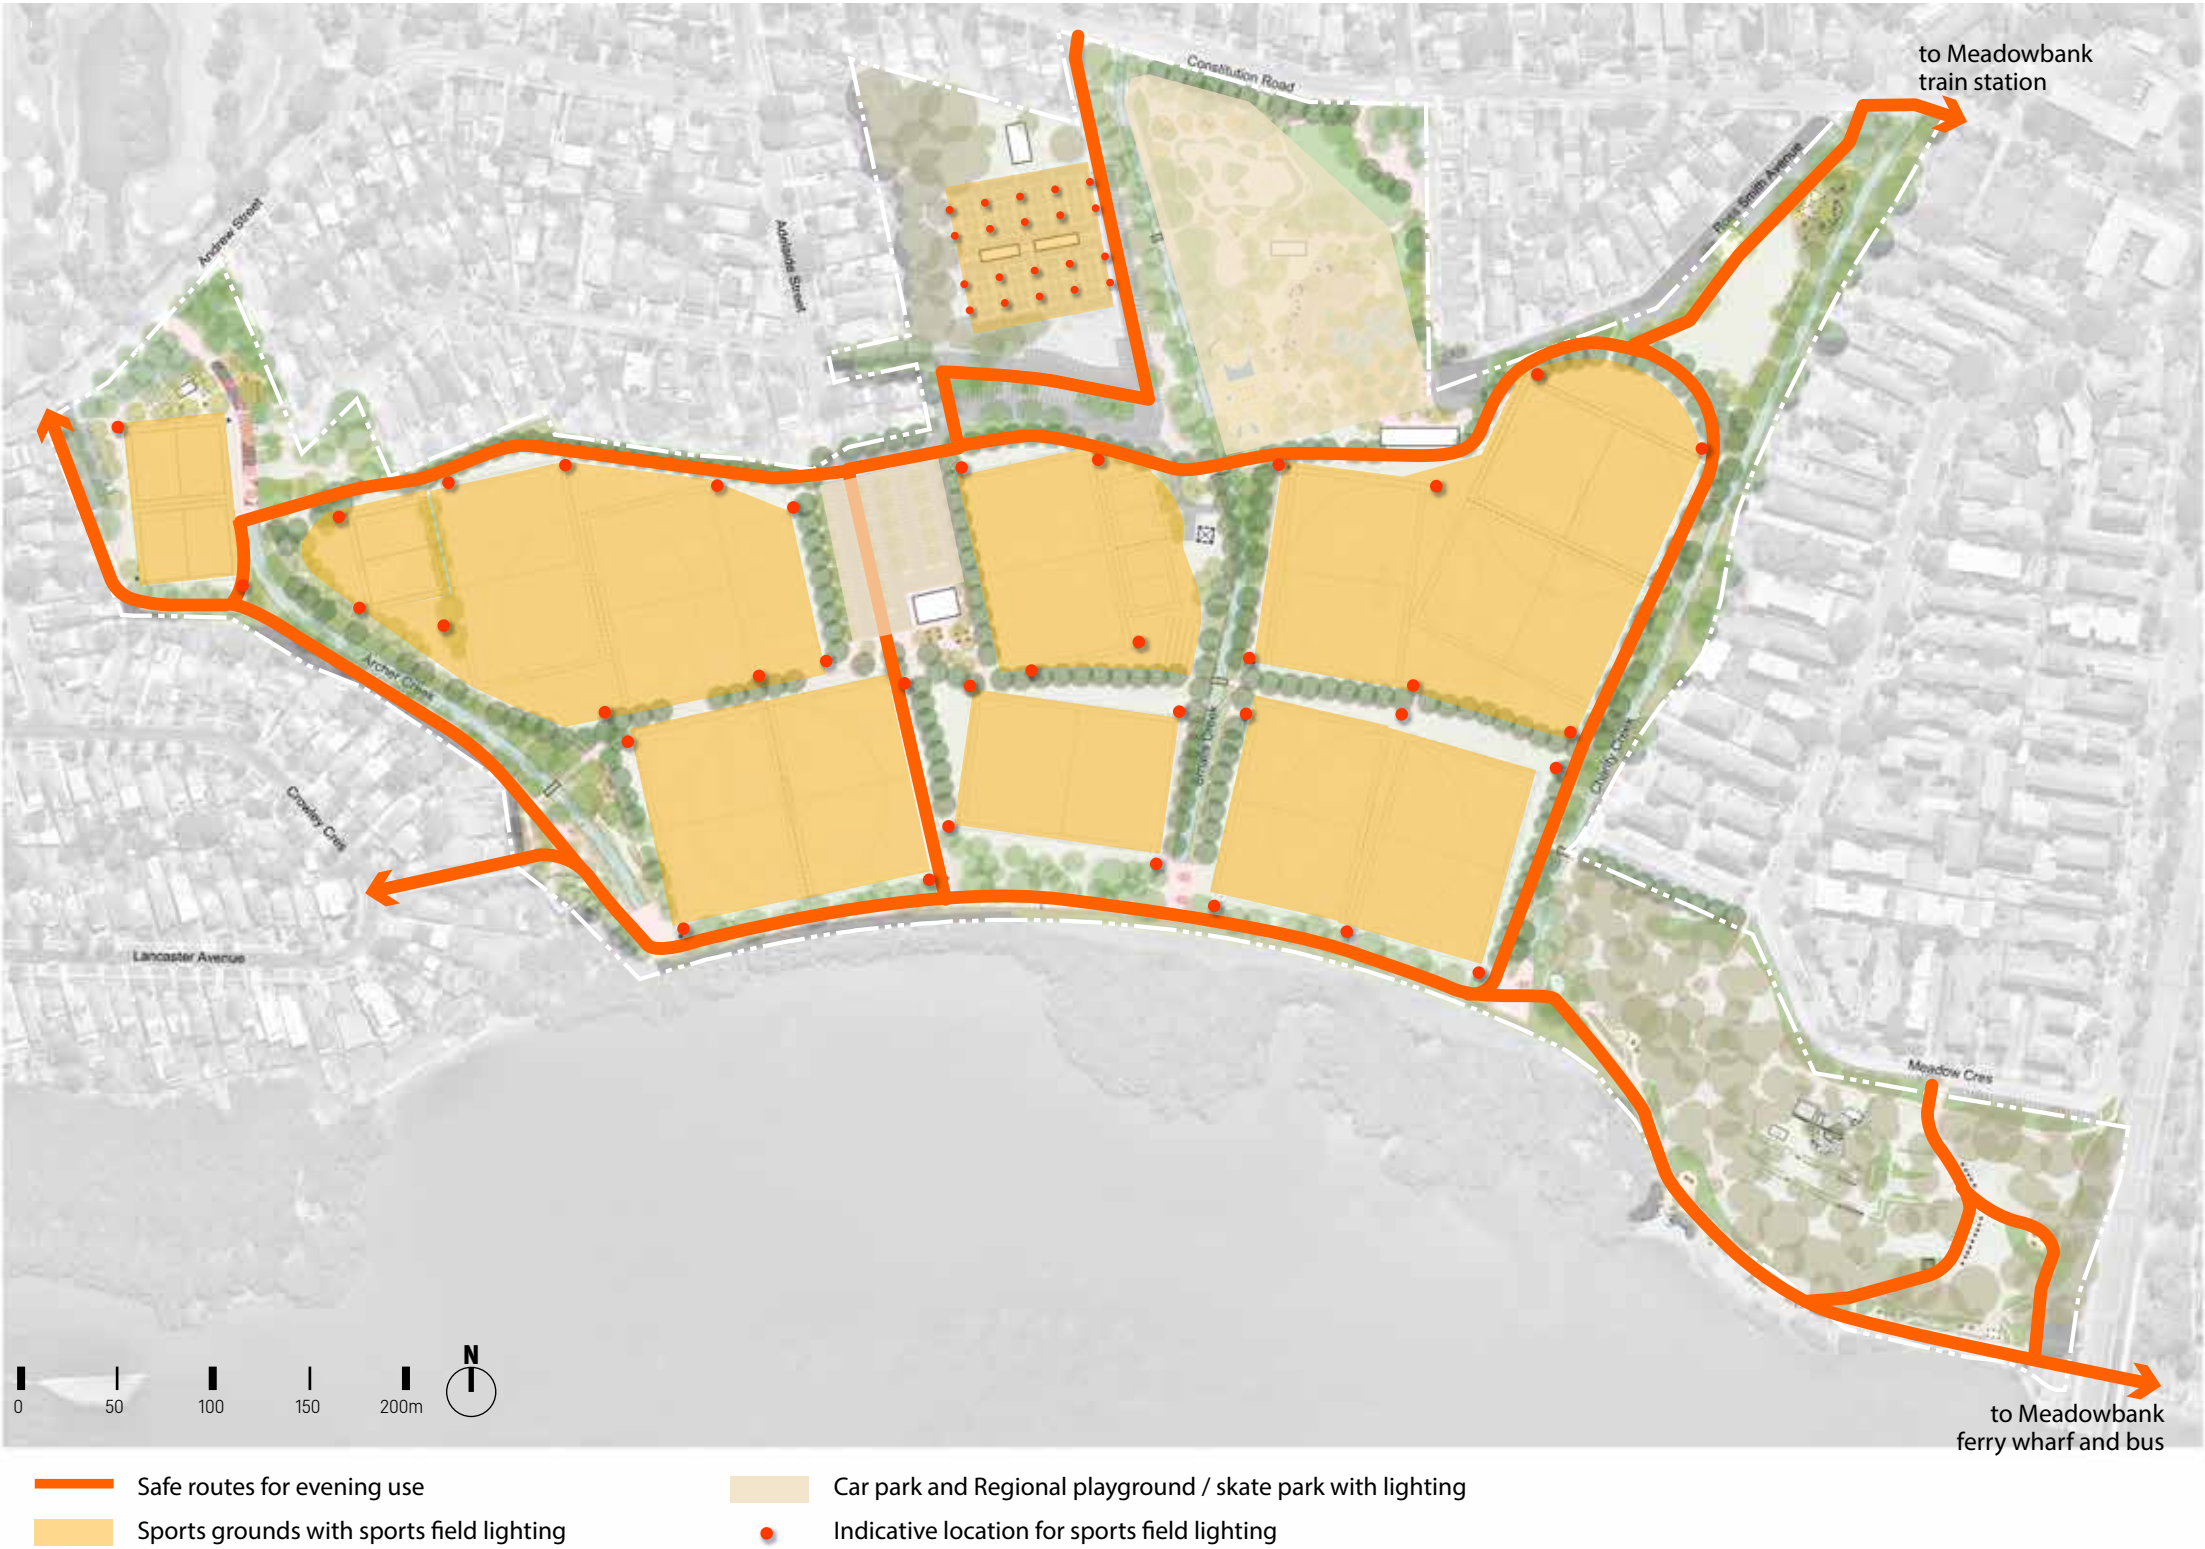 to Meadowbank
train station
Constitution Road
Ross Smith Avenue
Andrew Street
Adelaide Street
Archer Creek
Charity Creek
Crowley Cres
Lancaster Avenue
Meadow Cres
N
0
50
100
150
200m
to Meadowbank
ferry wharf and bus
Safe routes for evening use
Car park and Regional playground / skate park with lighting
Sports grounds with sports field lighting
Indicative location for sports field lighting